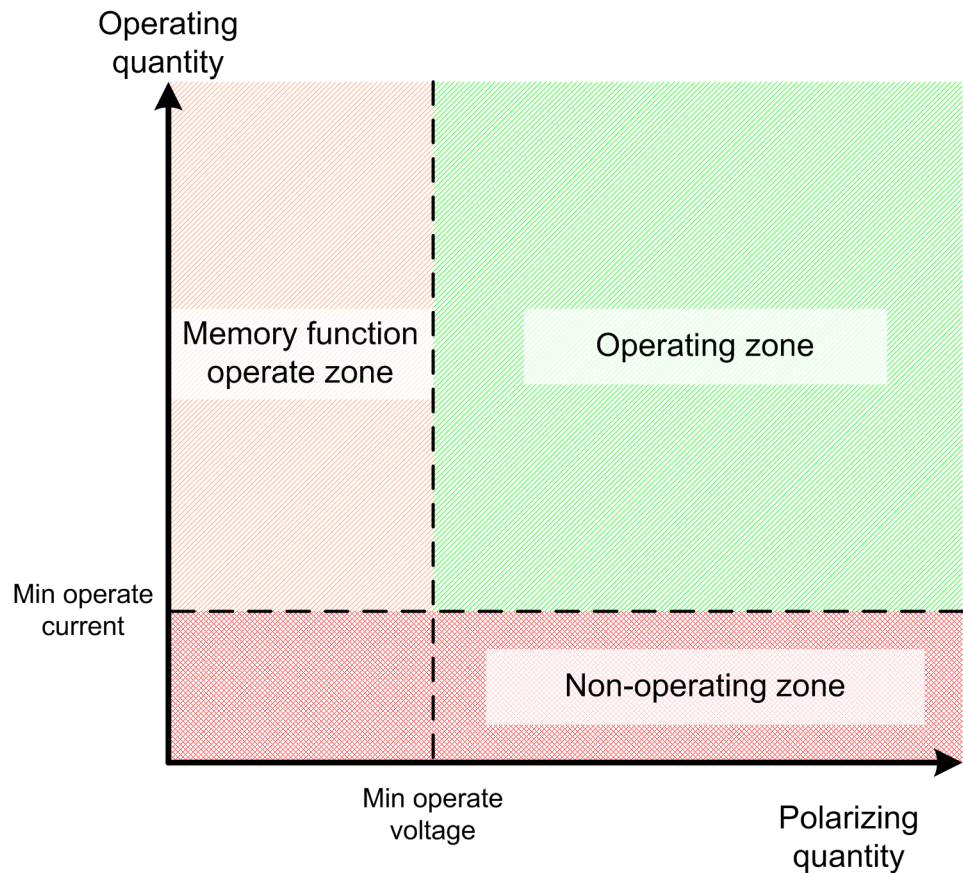 Operating
quantity
Memory function
operate zone
Operating zone
Min operate
current
Non-operating zone
Min operate
voltage
Polarizing
quantity